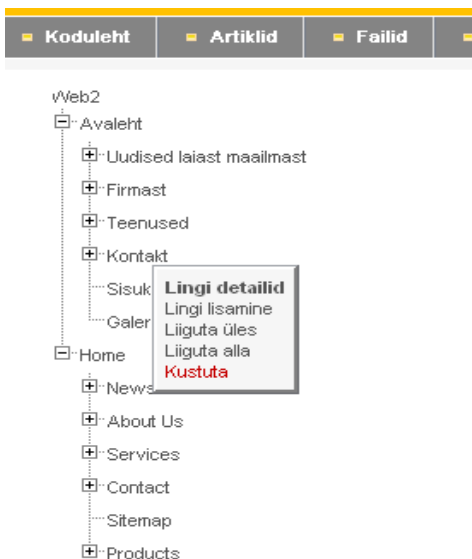 Koduleht Artiklid Failid
Web2
Avaleht
Uudised laiast maailmast
Firmast
Teenused
Kontakt
Sisuk
Galer
Lingi detailid
Lingi lisamine
Liiguta üles
Liiguta alla
Kustuta
Home
News
About Us
Services
Contact
Sitemap
Products